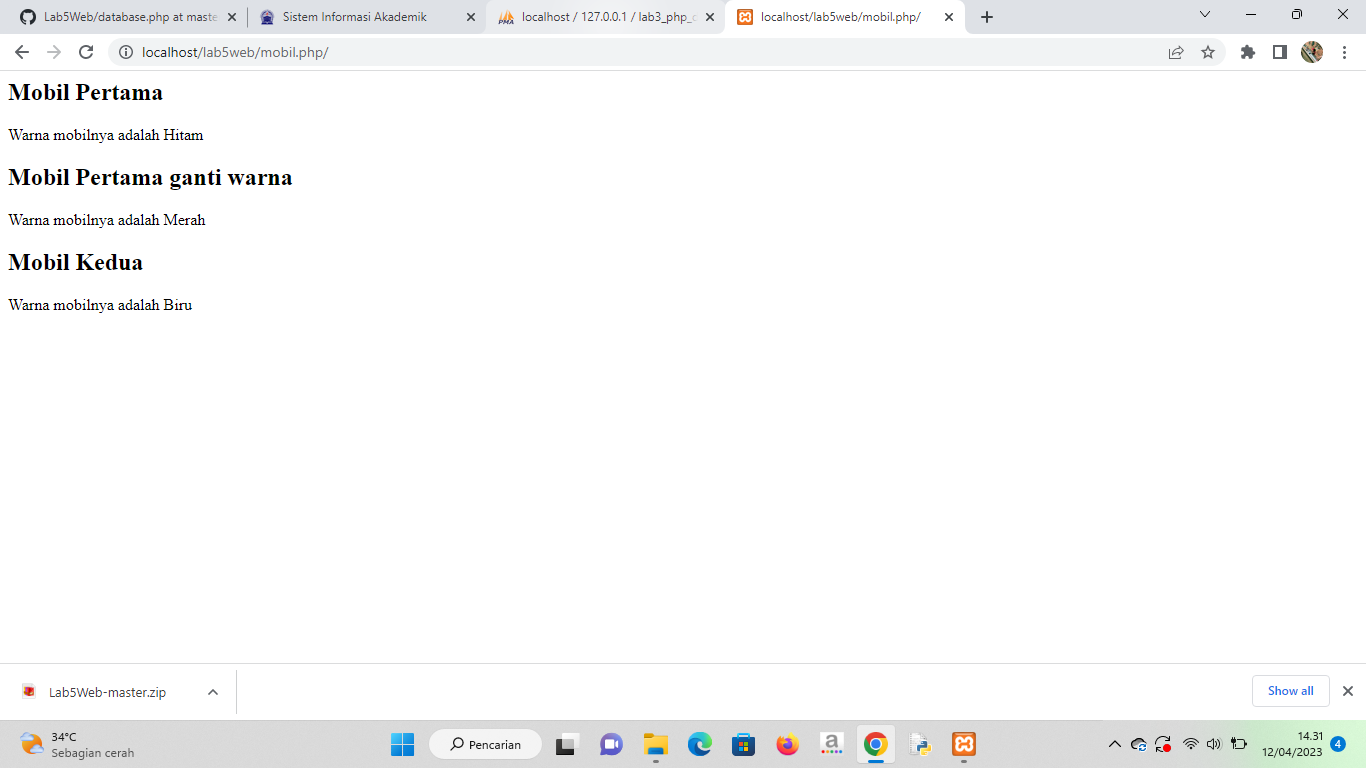 Lab5Web/database.php at maste
Sistem Informasi Akademik
PMA
localhost / 127.0.0.1 / lab3_php_
localhost/lab5web/mobil.php/
localhost/lab5web/mobil.php/
Mobil Pertama
Warna mobilnya adalah Hitam
Mobil Pertama ganti warna
Warna mobilnya adalah Merah
Mobil Kedua
Warna mobilnya adalah Biru
Lab5Web-master.zip
Show all
34°C
Sebagian cerah
Pencarian
a
14.31
12/04/2023
4